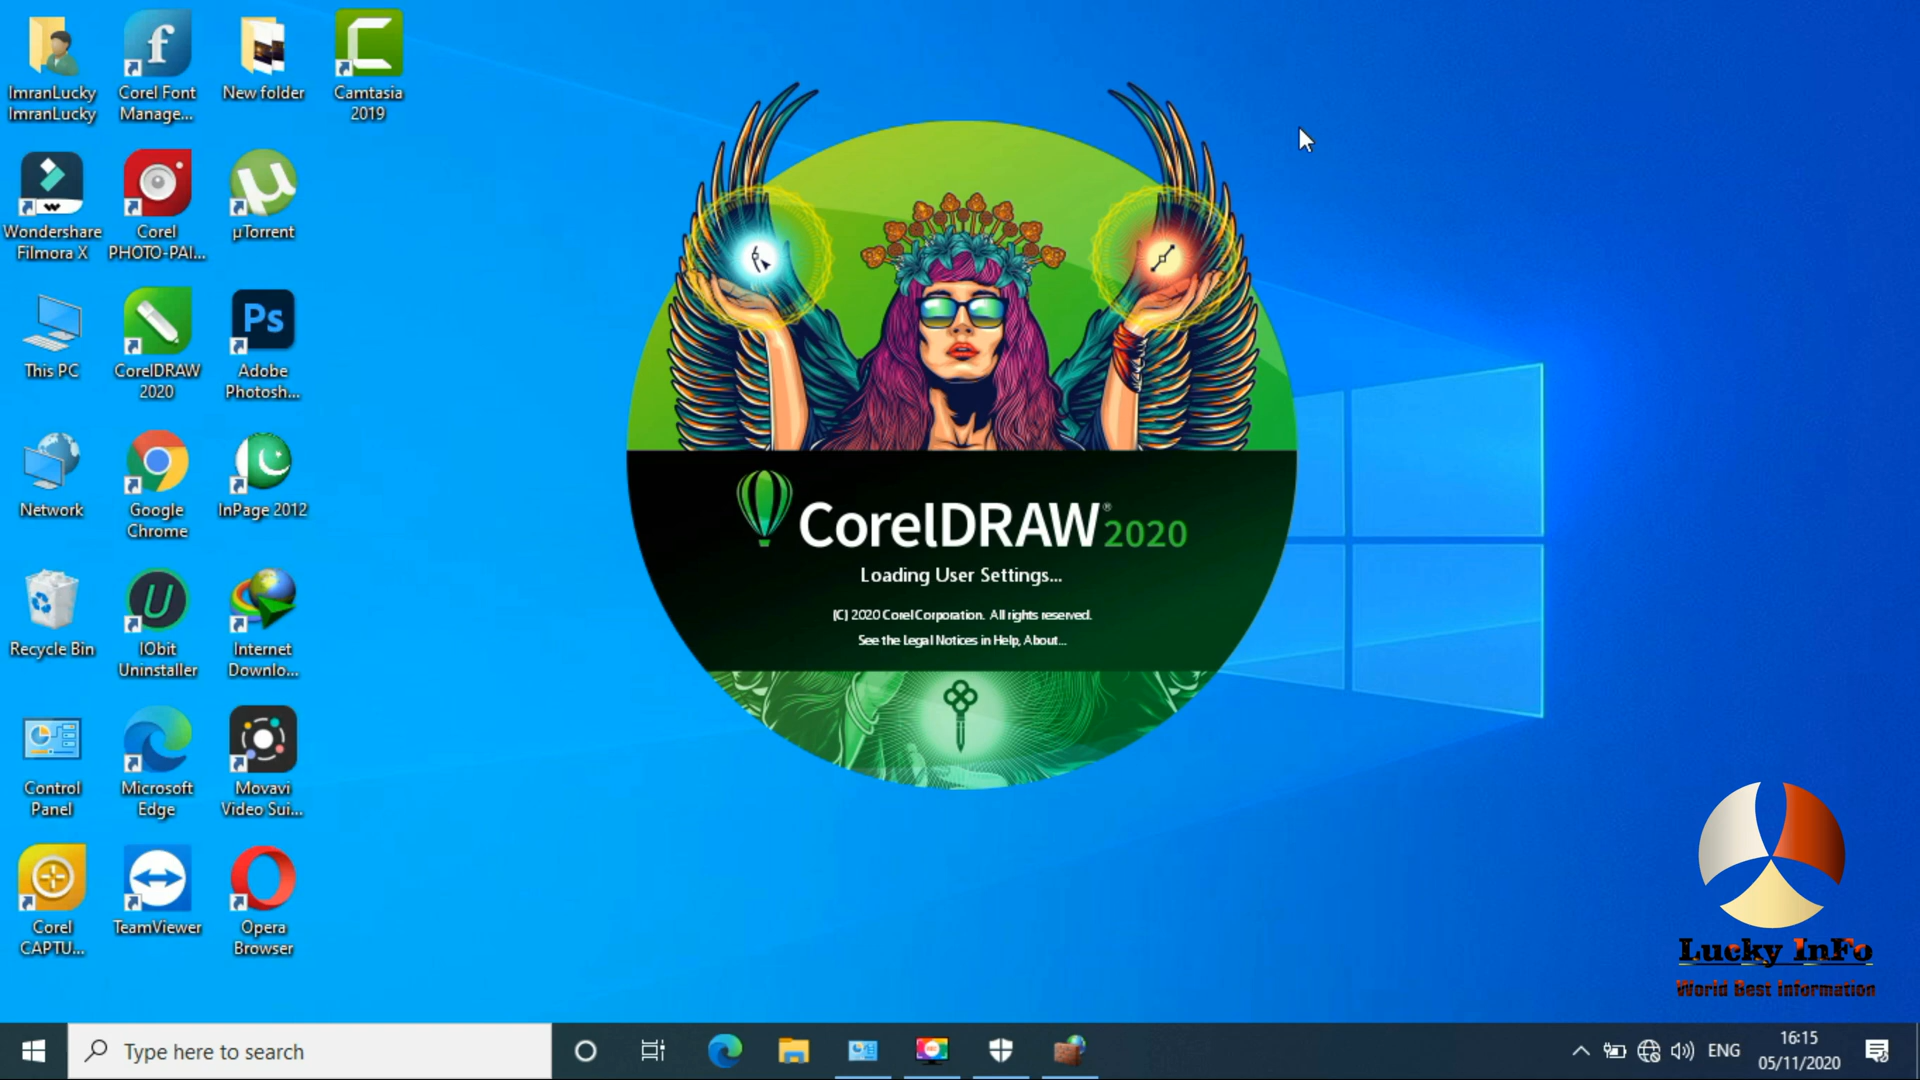 ImranLucky
ImranLucky
Corel Font
Manage...
New folder
Camtasia
2019
Wondershare
Filmora X
Corel
PHOTO-PAI...
µTorrent
This PC
CorelDRAW
2020
Ps
Adobe
Photosh...
Network
Google
Chrome
InPage 2012
Recycle Bin
IObit
Uninstaller
Internet
Downlo...
Control
Panel
Microsoft
Edge
Movavi
Video Sui...
Corel
CAPTU...
TeamViewer
Opera
Browser
CorelDRAW® 2020
Loading User Settings...
(C) 2020 Corel Corporation. All rights reserved.
See the Legal Notices in Help, About...
Lucky InFo
World Best Information
Type here to search
ENG
16:15
05/11/2020